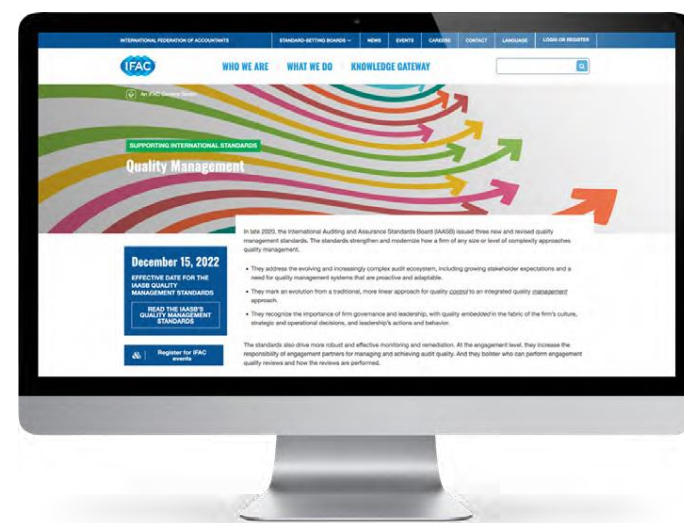 INTERNATIONAL FEDERATION OF ACCOUNTANTS STANDARD-SETTING BOARDS NEWS EVENTS CAREERS CONTACT LANGUAGE LOGIN OR REGISTER
IFAC WHO WE ARE WHAT WE DO KNOWLEDGE GATEWAY
An IFAC General Series
SUPPORTING INTERNATIONAL STANDARDS
Quality Management
In late 2020, the International Auditing and Assurance Standards Board (IAASB) issued three new and revised quality
management standards. The standards strengthen and modernize how a firm of any size or level of complexity approaches
quality management.
• They address the evolving and increasingly complex audit ecosystem, including growing stakeholder expectations and a
need for quality management systems that are proactive and adaptable.
• They mark an evolution from a traditional, more linear approach for quality control to an integrated quality management
approach.
• They recognize the importance of firm governance and leadership, with quality embedded in the fabric of the firm's culture,
strategic and operational decisions, and leadership's actions and behavior.
The standards also drive more robust and effective monitoring and remediation. At the engagement level, they increase the
responsibility of engagement partners for managing and achieving audit quality. And they bolster who can perform engagement
quality reviews and how the reviews are performed.
December 15, 2022
EFFECTIVE DATE FOR THE
IAASB QUALITY
MANAGEMENT STANDARDS
READ THE IAASB'S
QUALITY MANAGEMENT
STANDARDS
Register for IFAC
events